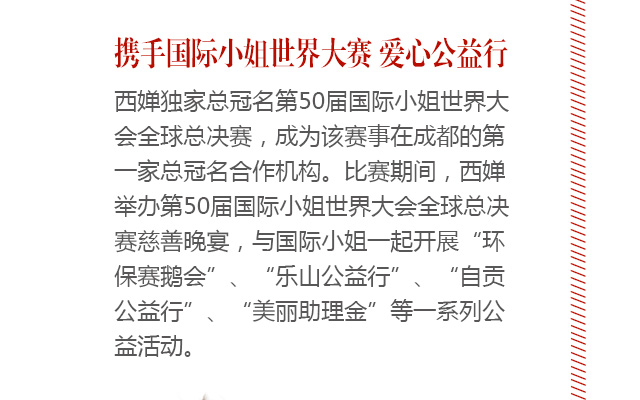 携手国际小姐世界大赛 爱心公益行
西婵独家总冠名第50届国际小姐世界大
会全球总决赛，成为该赛事在成都的第
一家总冠名合作机构。比赛期间，西婵
举办第50届国际小姐世界大会全球总决
赛慈善晚宴，与国际小姐一起开展“环
保赛鹅会”、“乐山公益行”、“自贡
公益行”、“美丽助理金”等一系列公
益活动。